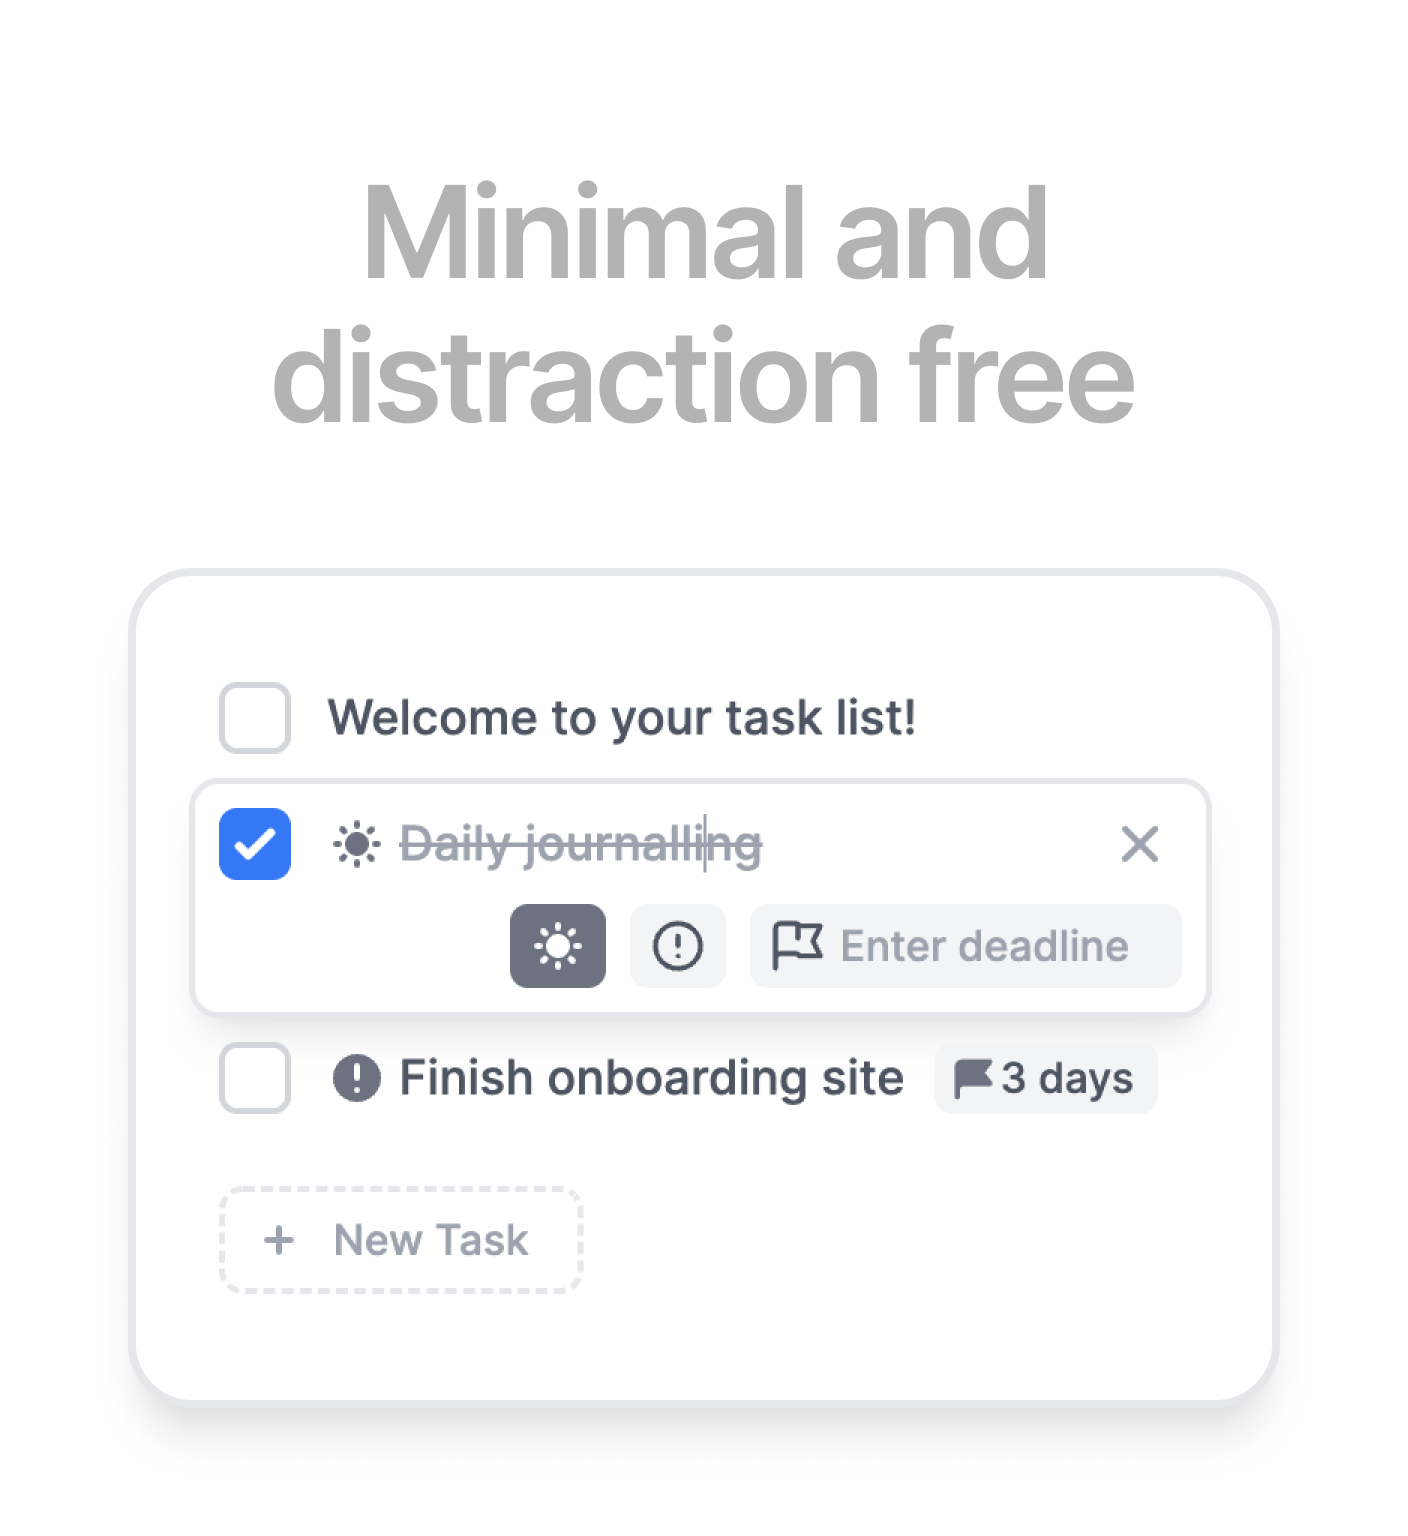 Minimal and
distraction free
Welcome to your task list!
Daily journalling
Enter deadline
Finish onboarding site 3 days
+ New Task